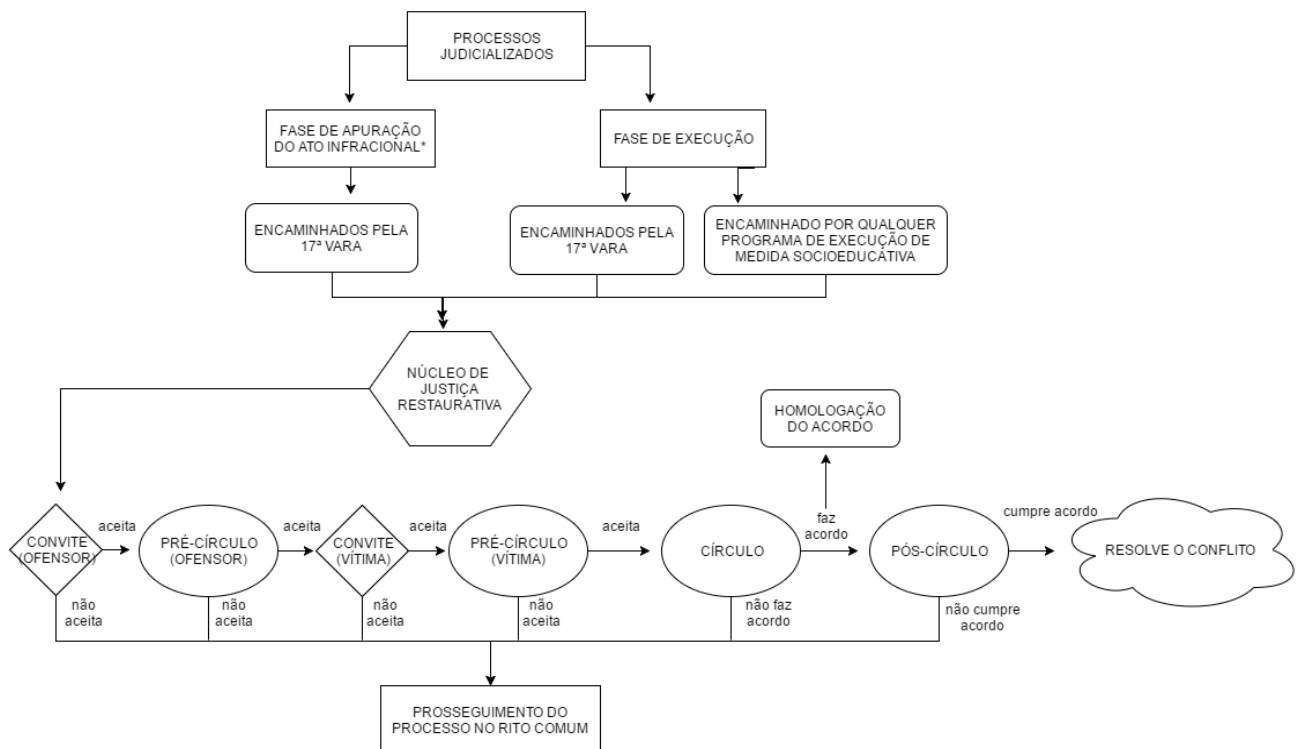 PROCESSOS
JUDICIALIZADOS
FASE DE APURAÇÃO
DO ATO INFRACIONAL*
FASE DE EXECUÇÃO
ENCAMINHADOS PELA
17ª VARA
ENCAMINHADOS PELA
17ª VARA
ENCAMINHADO POR QUALQUER
PROGRAMA DE EXECUÇÃO DE
MEDIDA SOCIOEDUCATIVA
NÚCLEO DE
JUSTIÇA
RESTAURATIVA
HOMOLOGAÇÃO
DO ACORDO
CONVITE
(OFENSOR)
aceita
PRÉ-CÍRCULO
(OFENSOR)
aceita
CONVITE
(VÍTIMA)
aceita
PRÉ-CÍRCULO
(VÍTIMA)
aceita
CÍRCULO
faz
acordo
PÓS-CÍRCULO
cumpre acordo
RESOLVE O CONFLITO
não
aceita
não
aceita
não
aceita
não
aceita
não faz
acordo
não cumpre
acordo
PROSSEGUIMENTO DO
PROCESSO NO RITO COMUM